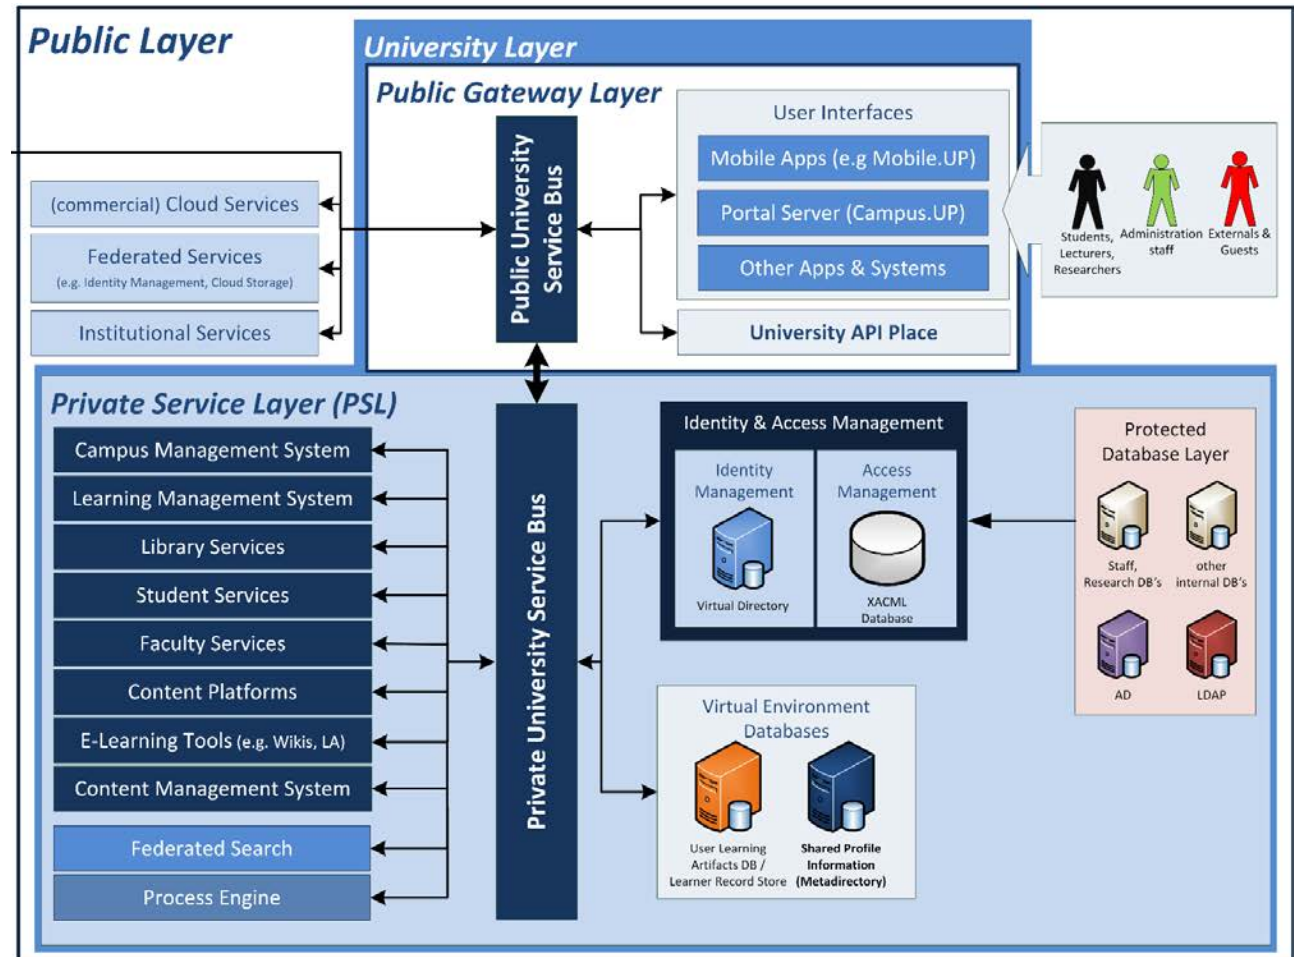 Public Layer
University Layer
Public Gateway Layer
Public University
Service Bus
User Interfaces
Mobile Apps (e.g Mobile.UP)
Portal Server (Campus.UP)
Other Apps & Systems
University API Place
Students,
Lecturers,
Researchers
Administration
staff
Externals &
Guests
(commercial) Cloud Services
Federated Services
(e.g. Identity Management, Cloud Storage)
Institutional Services
Private Service Layer (PSL)
Campus Management System
Learning Management System
Library Services
Student Services
Faculty Services
Content Platforms
E-Learning Tools (e.g. Wikis, LA)
Content Management System
Federated Search
Process Engine
Private University Service Bus
Identity & Access Management
Identity
Management
Virtual Directory
Access
Management
XACML
Database
Protected
Database Layer
Staff,
Research DB's
other
internal DB's
AD
LDAP
Virtual Environment
Databases
User Learning
Artifacts DB /
Learner Record Store
Shared Profile
Information
(Metadirectory)